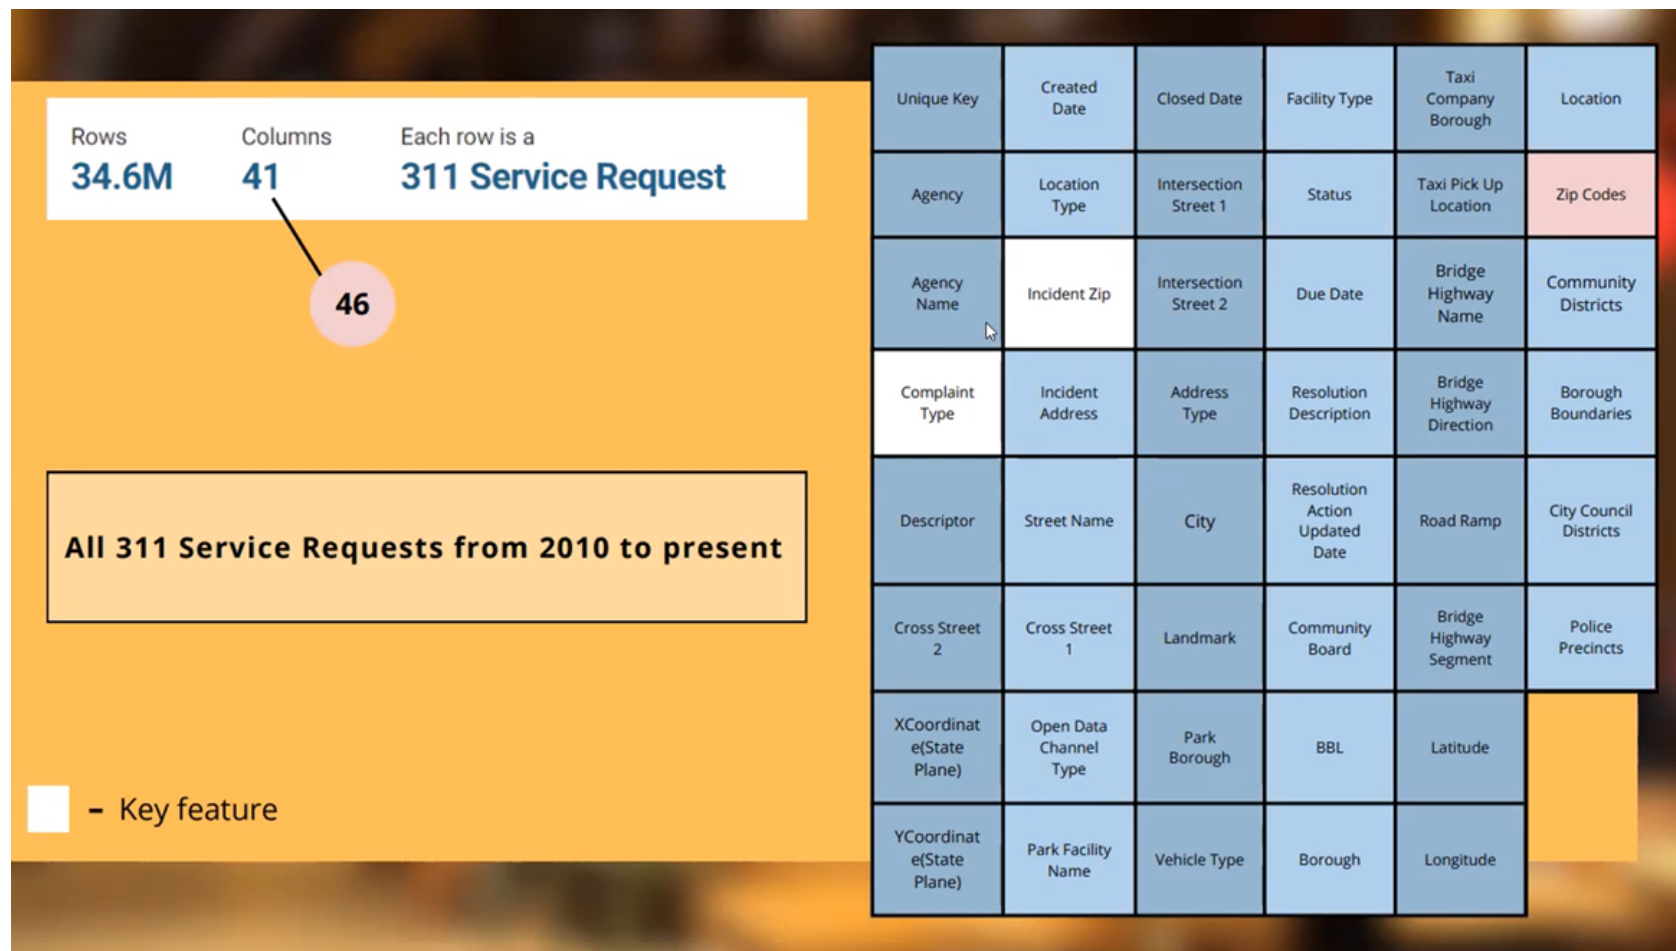 Rows
34.6M
Columns
41
Each row is a
311 Service Request
46
All 311 Service Requests from 2010 to present
- Key feature
Unique Key
Created
Date
Closed Date
Facility Type
Taxi
Company
Borough
Location
Agency
Location
Type
Intersection
Street 1
Status
Taxi Pick Up
Location
Zip Codes
Agency
Name
Incident Zip
Intersection
Street 2
Due Date
Bridge
Highway
Name
Community
Districts
Complaint
Type
Incident
Address
Address
Type
Resolution
Description
Bridge
Highway
Direction
Borough
Boundaries
Descriptor
Street Name
City
Resolution
Action
Updated
Date
Road Ramp
City Council
Districts
Cross Street
2
Cross Street
1
Landmark
Community
Board
Bridge
Highway
Segment
Police
Precincts
XCoordinat
e(State
Plane)
Open Data
Channel
Type
Park
Borough
BBL
Latitude
YCoordinat
e(State
Plane)
Park Facility
Name
Vehicle Type
Borough
Longitude